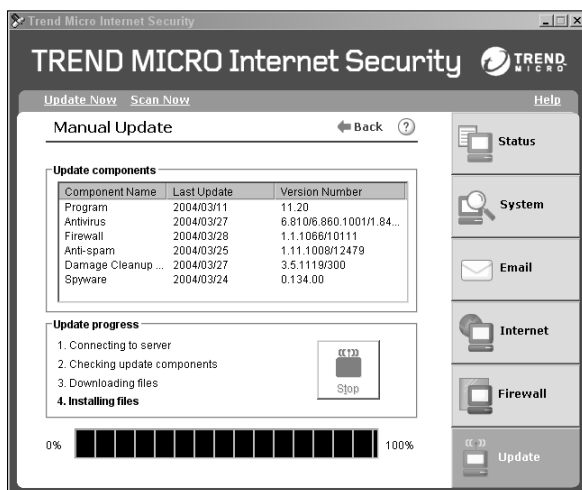 Trend Micro Internet Security
TREND MICRO Internet Security
TREND MICRO
Update Now Scan Now Help
Manual Update Back ?
Update components
Component Name Last Update Version Number
Program 2004/03/11 11.20
Antivirus 2004/03/27 6.810/6.860.1001/1.84...
Firewall 2004/03/28 1.1.1066/10111
Anti-spam 2004/03/25 1.11.1008/12479
Damage Cleanup ... 2004/03/27 3.5.1119/300
Spyware 2004/03/24 0.134.00
Update progress
1. Connecting to server
2. Checking update components
3. Downloading files
4. Installing files
Stop
0% 100%
Status
System
Email
Internet
Firewall
Update